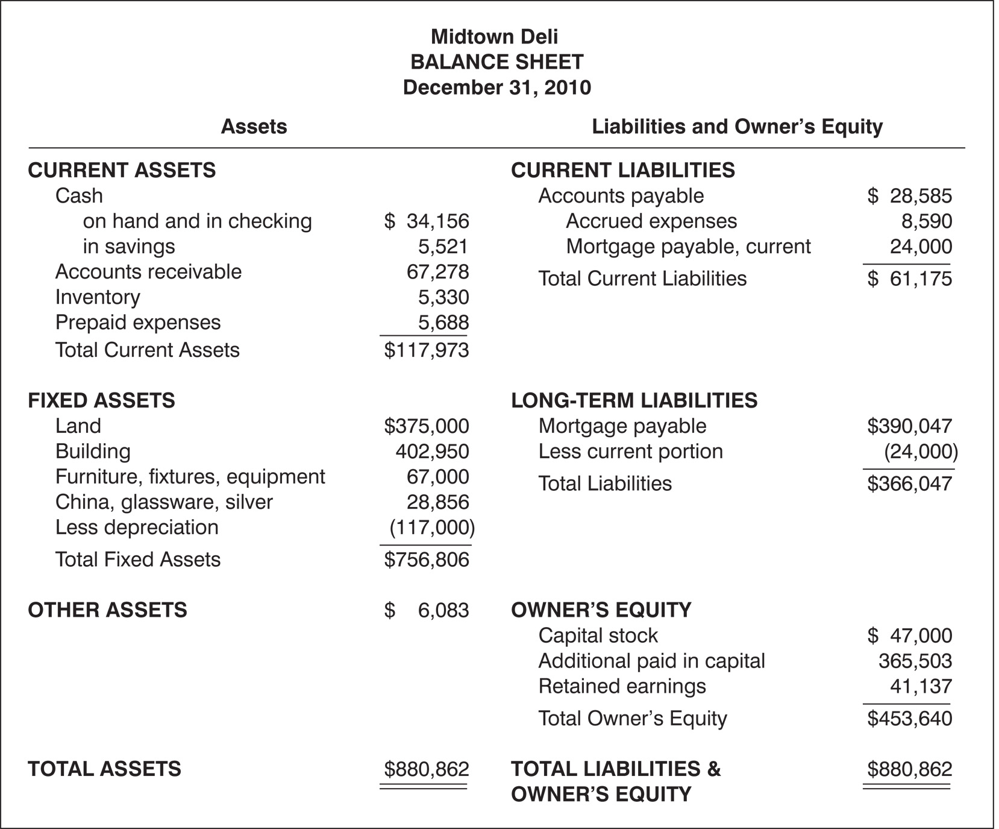 Midtown Deli
BALANCE SHEET
December 31, 2010
Assets
CURRENT ASSETS
Cash
on hand and in checking $ 34,156
in savings 5,521
Accounts receivable 67,278
Inventory 5,330
Prepaid expenses 5,688
Total Current Assets $117,973
FIXED ASSETS
Land $375,000
Building 402,950
Furniture, fixtures, equipment 67,000
China, glassware, silver 28,856
Less depreciation (117,000)
Total Fixed Assets $756,806
OTHER ASSETS $ 6,083
TOTAL ASSETS $880,862
Liabilities and Owner’s Equity
CURRENT LIABILITIES
Accounts payable $ 28,585
Accrued expenses 8,590
Mortgage payable, current 24,000
Total Current Liabilities $ 61,175
LONG-TERM LIABILITIES
Mortgage payable $390,047
Less current portion (24,000)
Total Liabilities $366,047
OWNER’S EQUITY
Capital stock $ 47,000
Additional paid in capital 365,503
Retained earnings 41,137
Total Owner’s Equity $453,640
TOTAL LIABILITIES & $880,862
OWNER’S EQUITY